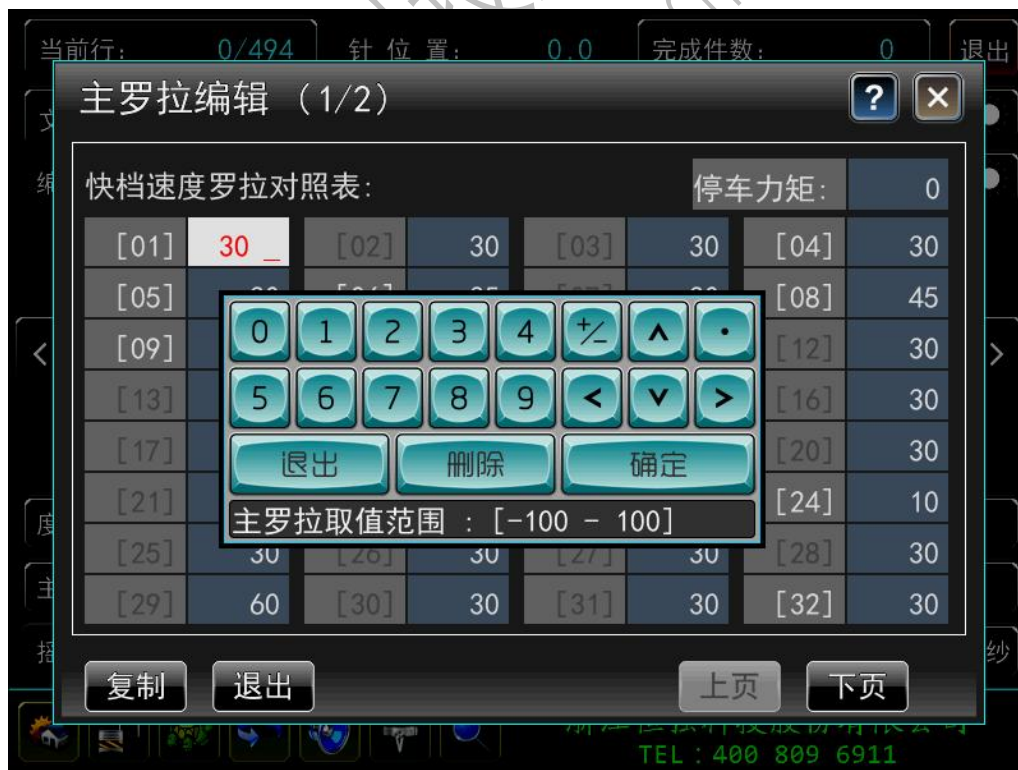 当前行: 0/494 针 位 置: 0.0 完成件数: 0 退出
主罗拉编辑 (1/2) ? ×
快档速度罗拉对照表: 停车力矩: 0
[01] 30 _ [02] 30 [03] 30 [04] 30
[05] [08] 45
[09] [12] 30
[13] [16] 30
[17] [20] 30
[21] [24] 10
[25] 30 [26] 30 [27] 30 [28] 30
[29] 60 [30] 30 [31] 30 [32] 30
0 1 2 3 4 +/- ∧ ·
5 6 7 8 9 < ∨ >
退出 删除 确定
主罗拉取值范围 : [-100 - 100]
度
主
纱
复制 退出 上页 下页
TEL:400 809 6911